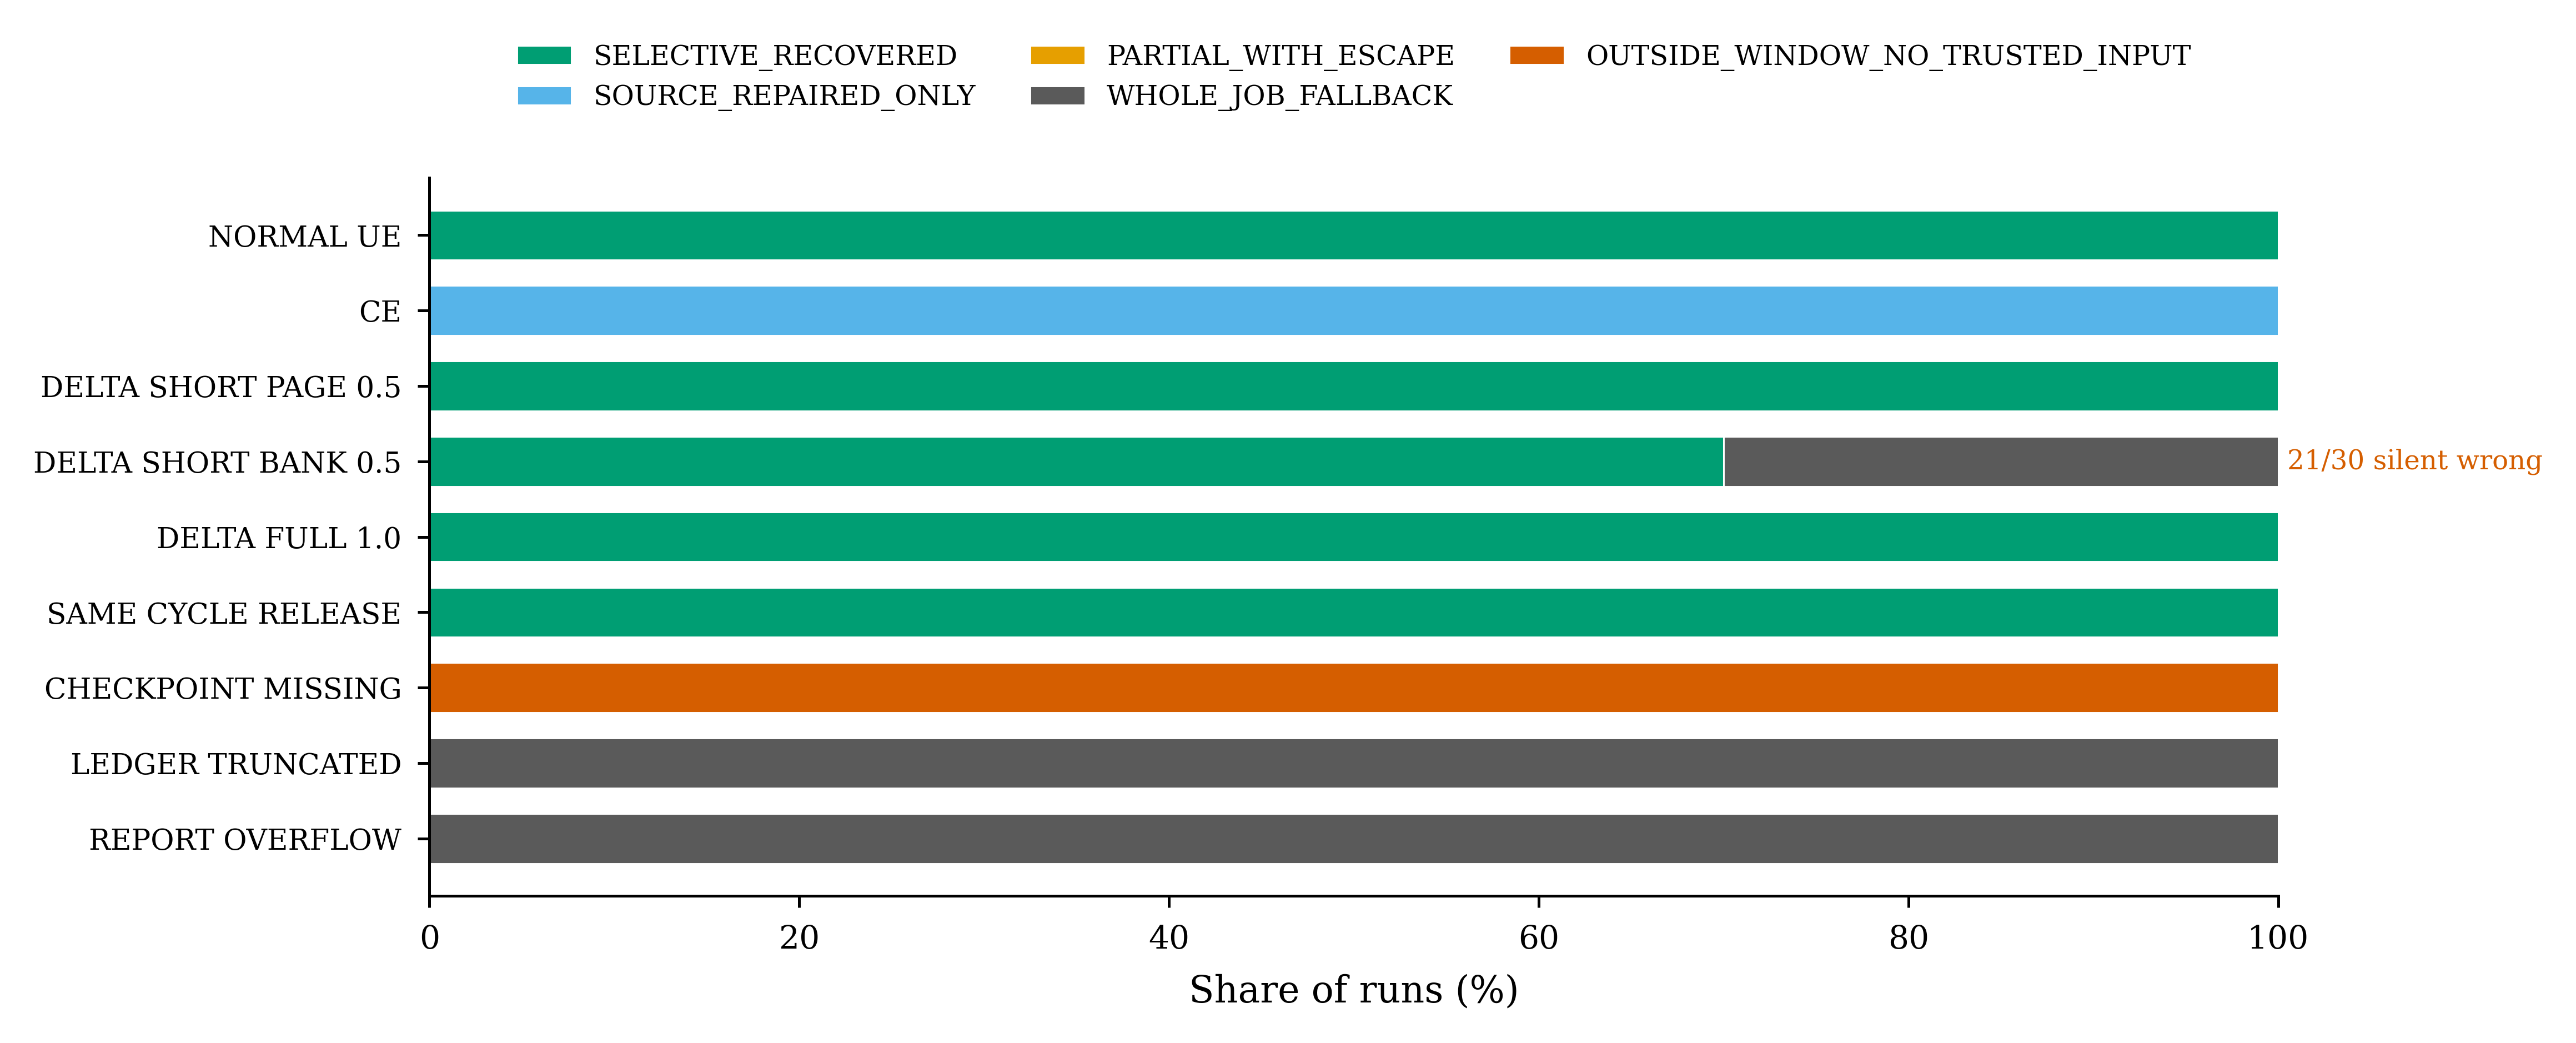 SELECTIVE_RECOVERED
SOURCE_REPAIRED_ONLY
PARTIAL_WITH_ESCAPE
WHOLE_JOB_FALLBACK
OUTSIDE_WINDOW_NO_TRUSTED_INPUT
NORMAL UE
CE
DELTA SHORT PAGE 0.5
DELTA SHORT BANK 0.5
21/30 silent wrong
DELTA FULL 1.0
SAME CYCLE RELEASE
CHECKPOINT MISSING
LEDGER TRUNCATED
REPORT OVERFLOW
0 20 40 60 80 100
Share of runs (%)